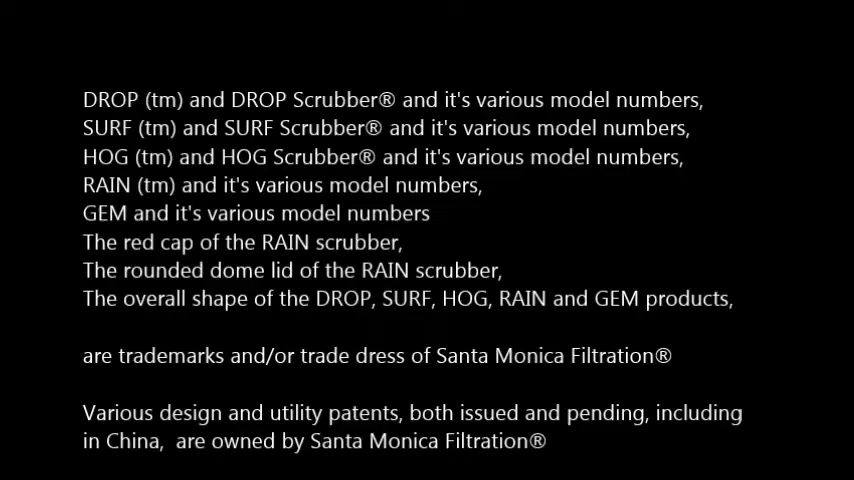 DROP (tm) and DROP Scrubber® and it's various model numbers,
SURF (tm) and SURF Scrubber® and it's various model numbers,
HOG (tm) and HOG Scrubber® and it's various model numbers,
RAIN (tm) and it's various model numbers,
GEM and it's various model numbers
The red cap of the RAIN scrubber,
The rounded dome lid of the RAIN scrubber,
The overall shape of the DROP, SURF, HOG, RAIN and GEM products,
are trademarks and/or trade dress of Santa Monica Filtration®
Various design and utility patents, both issued and pending, including
in China,  are owned by Santa Monica Filtration®